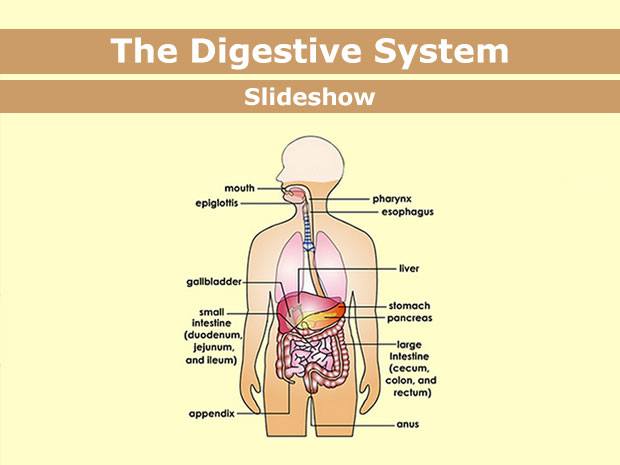 The Digestive System
Slideshow
mouth
epiglottis
pharynx
esophagus
liver
gallbladder
small
intestine
(duodenum,
jejunum,
and ileum)
stomach
pancreas
large
Intestine
(cecum,
colon, and
rectum)
appendix
anus